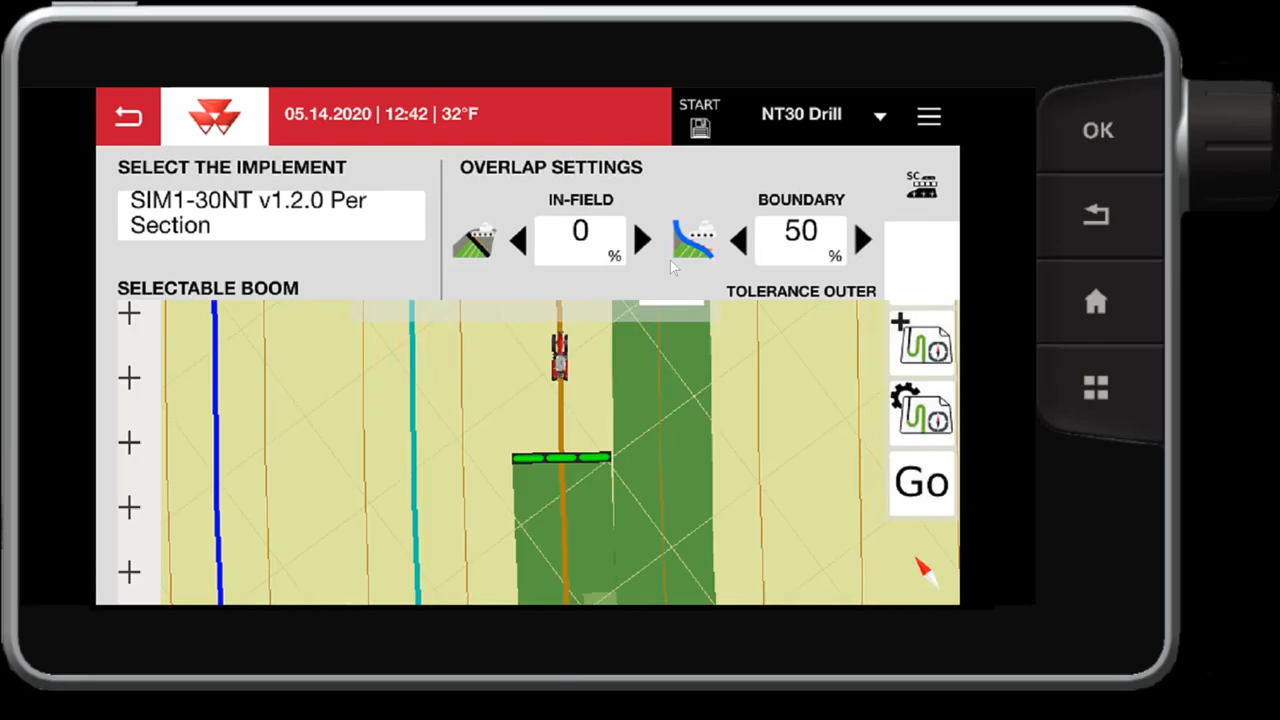 05.14.2020 | 12:42 | 32°F
START
NT30 Drill
OK
SELECT THE IMPLEMENT
SIM1-30NT v1.2.0 Per
Section
OVERLAP SETTINGS
IN-FIELD
0
%
BOUNDARY
50
%
SC
SELECTABLE BOOM
TOLERANCE OUTER
Go